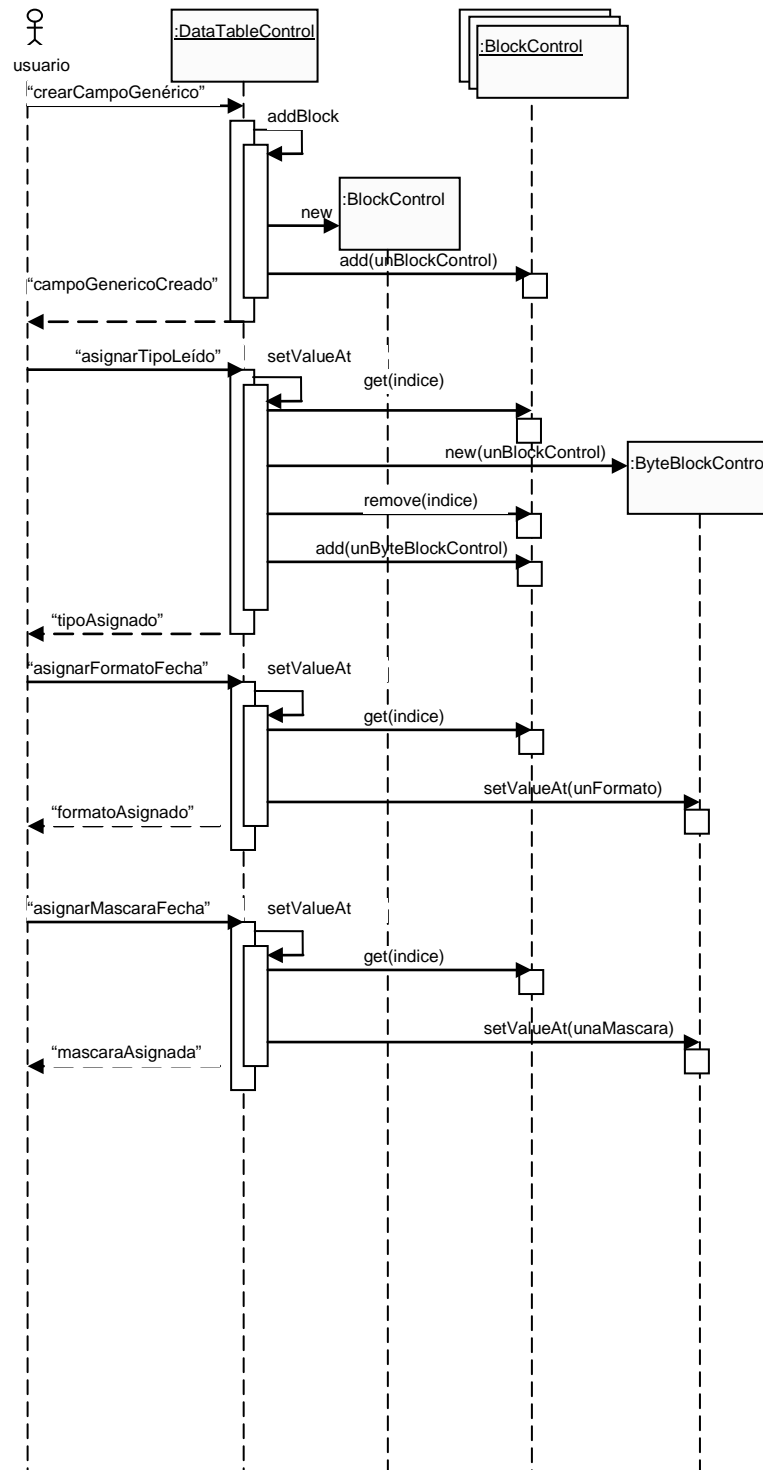 :DataTableControl
:BlockControl
usuario
“crearCampoGenérico”
addBlock
:BlockControl
new
add(unBlockControl)
“campoGenericoCreado”
“asignarTipoLeído”
setValueAt
get(indice)
new(unBlockControl)
:ByteBlockControl
remove(indice)
add(unByteBlockControl)
“tipoAsignado”
“asignarFormatoFecha”
setValueAt
get(indice)
setValueAt(unFormato)
“formatoAsignado”
“asignarMascaraFecha”
setValueAt
get(indice)
setValueAt(unaMascara)
“mascaraAsignada”